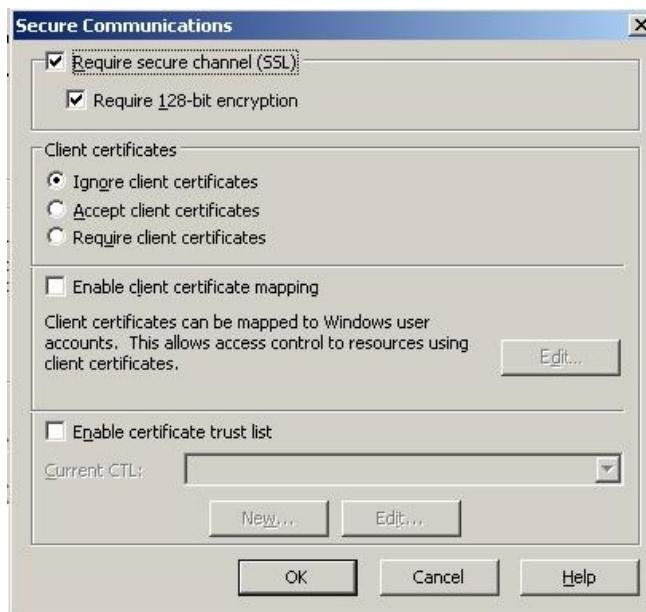 Secure Communications
Require secure channel (SSL)
Require 128-bit encryption
Client certificates
Ignore client certificates
Accept client certificates
Require client certificates
Enable client certificate mapping
Client certificates can be mapped to Windows user
accounts.  This allows access control to resources using
client certificates.
Edit...
Enable certificate trust list
Current CTL:
New...
Edit...
OK
Cancel
Help